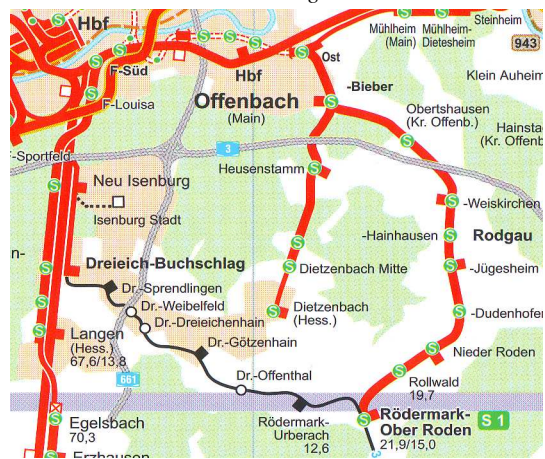 Hbf
F-Süd
F-Louisa
-Sportfeld
Hbf
Offenbach
(Main)
Ost
-Bieber
Mühlheim
(Main)
Mühlheim-
Dietesheim
Steinheim
943
Klein Auheim
Obertshausen
(Kr. Offenb.)
Hainsta
(Kr. Offenb.
3
Heusenstamm
Neu Isenburg
Isenburg Stadt
-Weiskirchen
-Hainhausen
Rodgau
-Jügesheim
-Dudenhofen
Nieder Roden
Rollwald
19,7
Dreieich-Buchschlag
Dr.-Sprendlingen
Dr.-Weibelfeld
Dr.-Dreieichenhain
Dr.-Götzenhain
Dr.-Offenthal
Dietzenbach Mitte
Dietzenbach
(Hess.)
Langen
(Hess.)
67,6/13,8
661
Egelsbach
70,3
Erzhausen
Rödermark-
Urberach
12,6
Rödermark-
Ober Roden
21,9/15,0
S 1
3
S